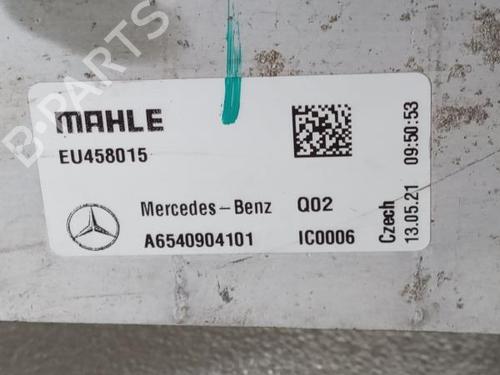 B-PARTS
MAHLE
EU458015
Mercedes-Benz Q02
A6540904101 IC0006
Czech
13.05.21 09:50:53